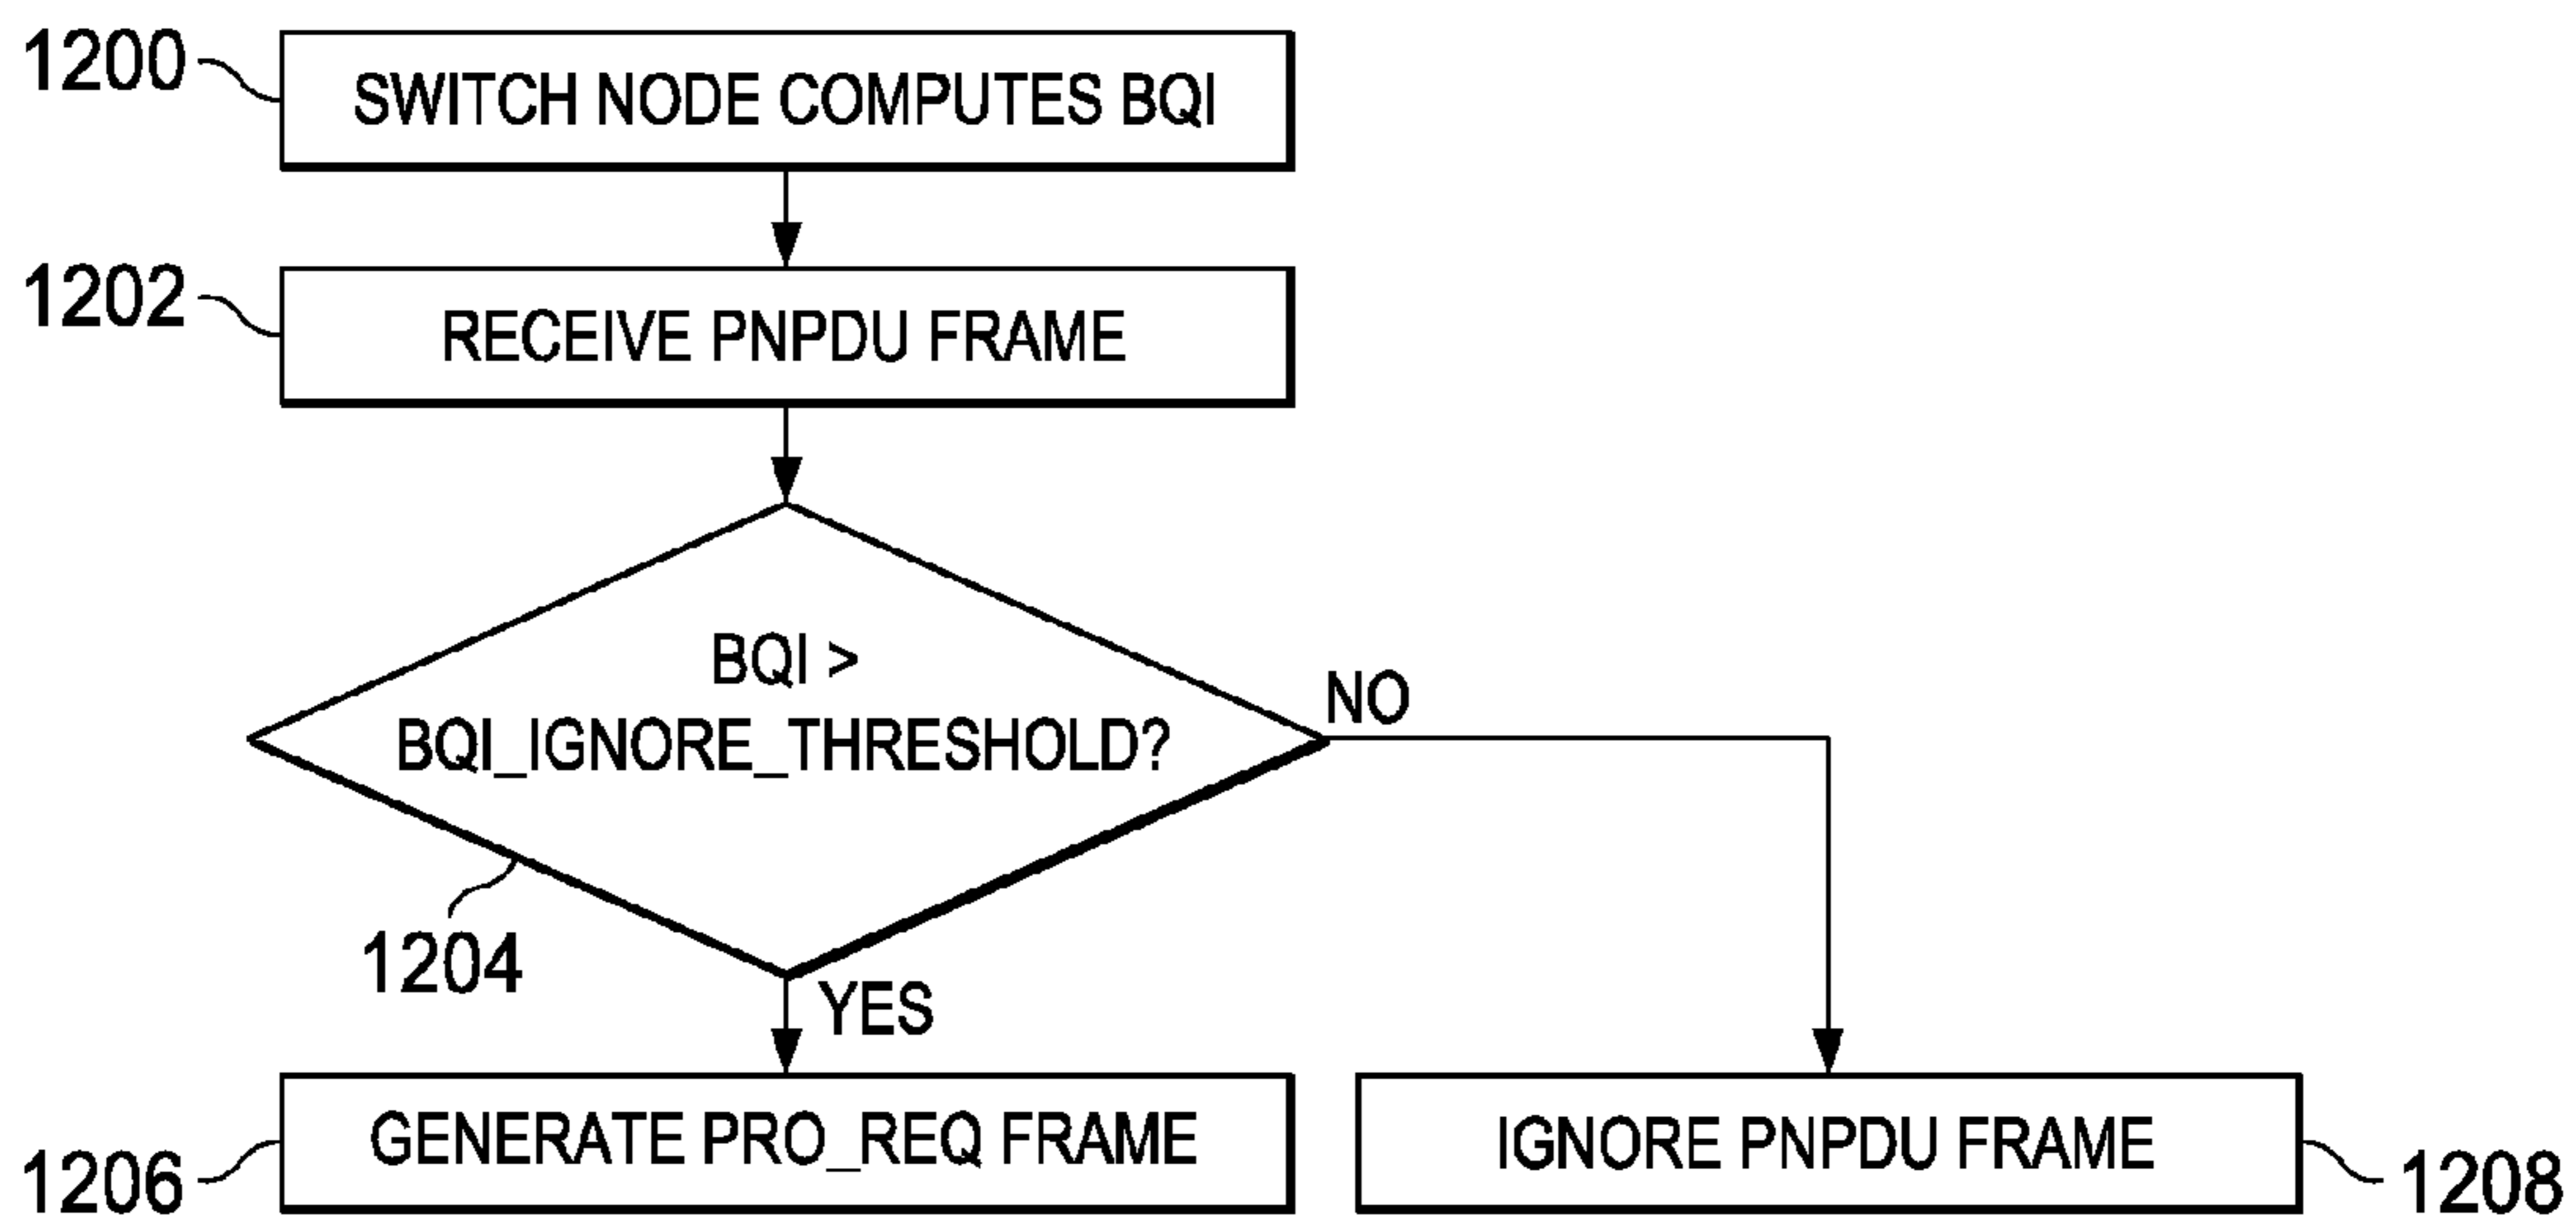 1200
SWITCH NODE COMPUTES BQI
1202
RECEIVE PNPDU FRAME
BQI >
BQI_IGNORE_THRESHOLD?
NO
1204
YES
1206
GENERATE PRO_REQ FRAME
IGNORE PNPDU FRAME
1208